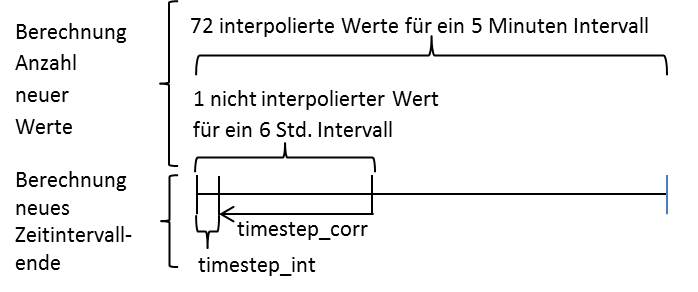 Berechnung
Anzahl
neuer
Werte
72 interpolierte Werte für ein 5 Minuten Intervall
1 nicht interpolierter Wert
für ein 6 Std. Intervall
Berechnung
neues
Zeitintervall-
ende
timestep_corr
timestep_int